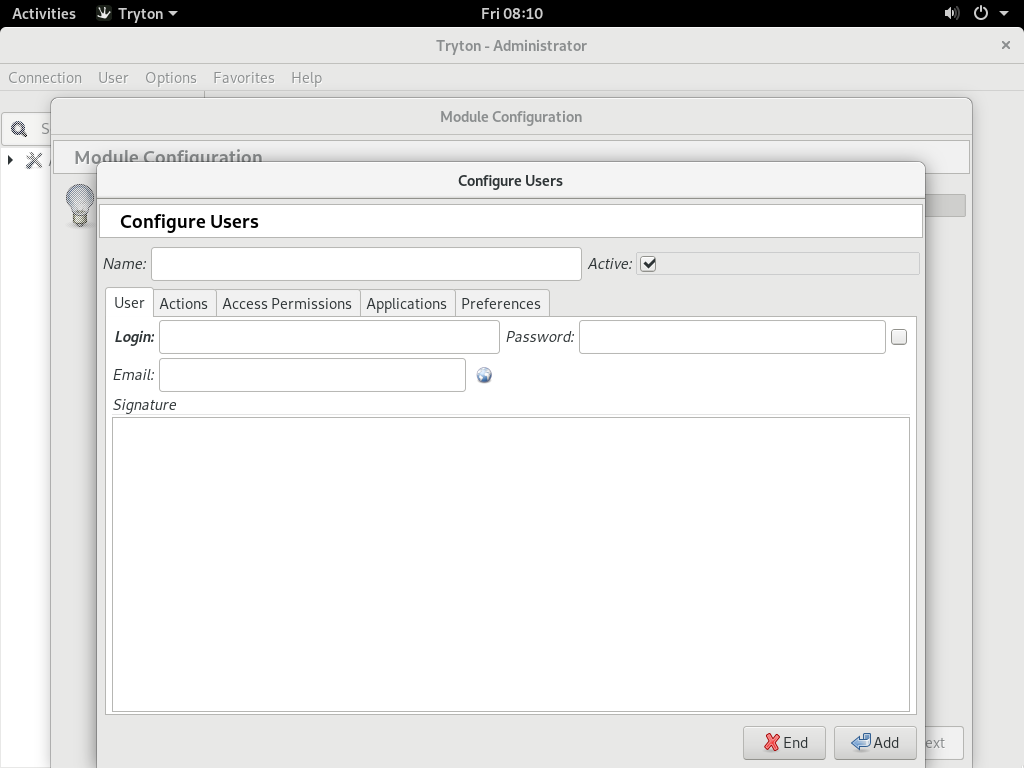 Activities Tryton Fri 08:10
Tryton - Administrator
Connection User Options Favorites Help
Module Configuration
S
Module Configuration
Configure Users
Configure Users
Name: Active:
User Actions Access Permissions Applications Preferences
Login: Password:
Email:
Signature
End Add ext